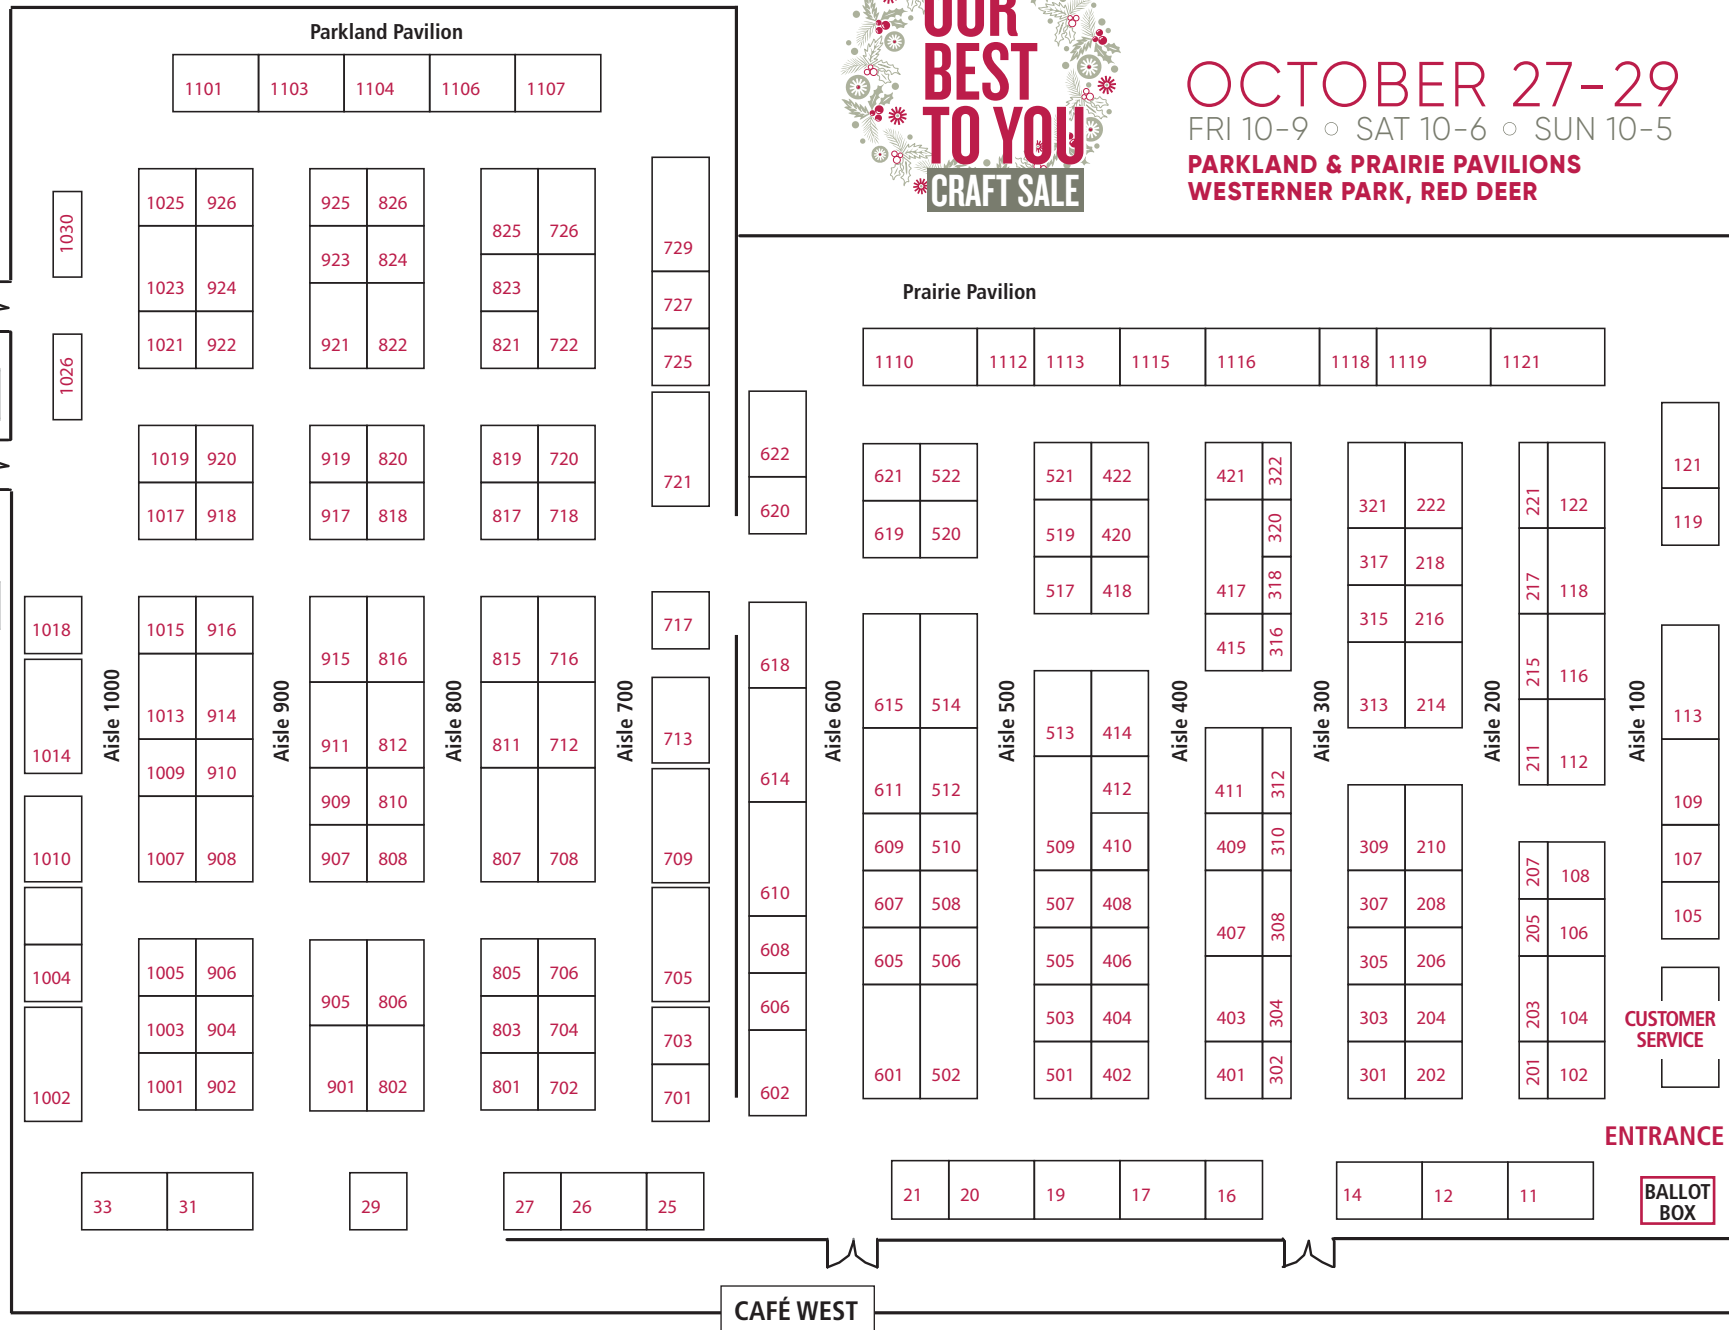 Parkland Pavilion
OUR
BEST
TO YOU
CRAFT SALE
OCTOBER 27-29
FRI 10-9 ○ SAT 10-6 ○ SUN 10-5
PARKLAND & PRAIRIE PAVILIONS
WESTERNER PARK, RED DEER
1101 1103 1104 1106 1107
1030
1025 926 925 826 825 726 729
923 824
1023 924 823 727
1021 922 921 822 821 722 725
1026
Prairie Pavilion
1110 1112 1113 1115 1116 1118 1119 1121
1019 920 919 820 819 720 721
1017 918 917 818 817 718
622
620
621 522 521 422 421 322 321 222 221 122 121
619 520 519 420 320 119
517 418 417 318 317 218 217 118
415 316 315 216
1018 1015 916 915 816 815 716 717
618
615 514 513 414 313 214 215 116 113
1014 1013 914 911 812 811 712 713
Aisle 1000 Aisle 900 Aisle 800 Aisle 700 Aisle 600 Aisle 500 Aisle 400 Aisle 300 Aisle 200 Aisle 100
1009 910 909 810
614 611 512 412 411 312 211 112 109
1010 1007 908 907 808 807 708 709
610 609 510 509 410 409 310 309 210 207 108 107
607 508 507 408 407 308 307 208 205 106 105
1004 1005 906 905 806 805 706 705
608 605 506 505 406 305 206
1003 904 803 704 703
606 503 404 403 304 303 204 203 104
CUSTOMER
SERVICE
1002 1001 902 901 802 801 702 701
602 601 502 501 402 401 302 301 202 201 102
ENTRANCE
33 31 29 27 26 25 21 20 19 17 16 14 12 11
BALLOT
BOX
CAFÉ WEST